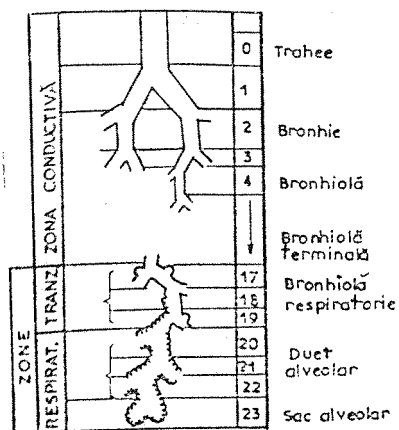 ZONA CONDUCTIVĂ
ZONE
TRANZ.
RESPIRAT.
0 Trahee
1
2 Bronhie
3
4 Bronhiolă
Bronhiolă
terminală
17 Bronhiolă
18 respiratorie
19
20
Duet
21 alveolar
22
23 Sac alveolar